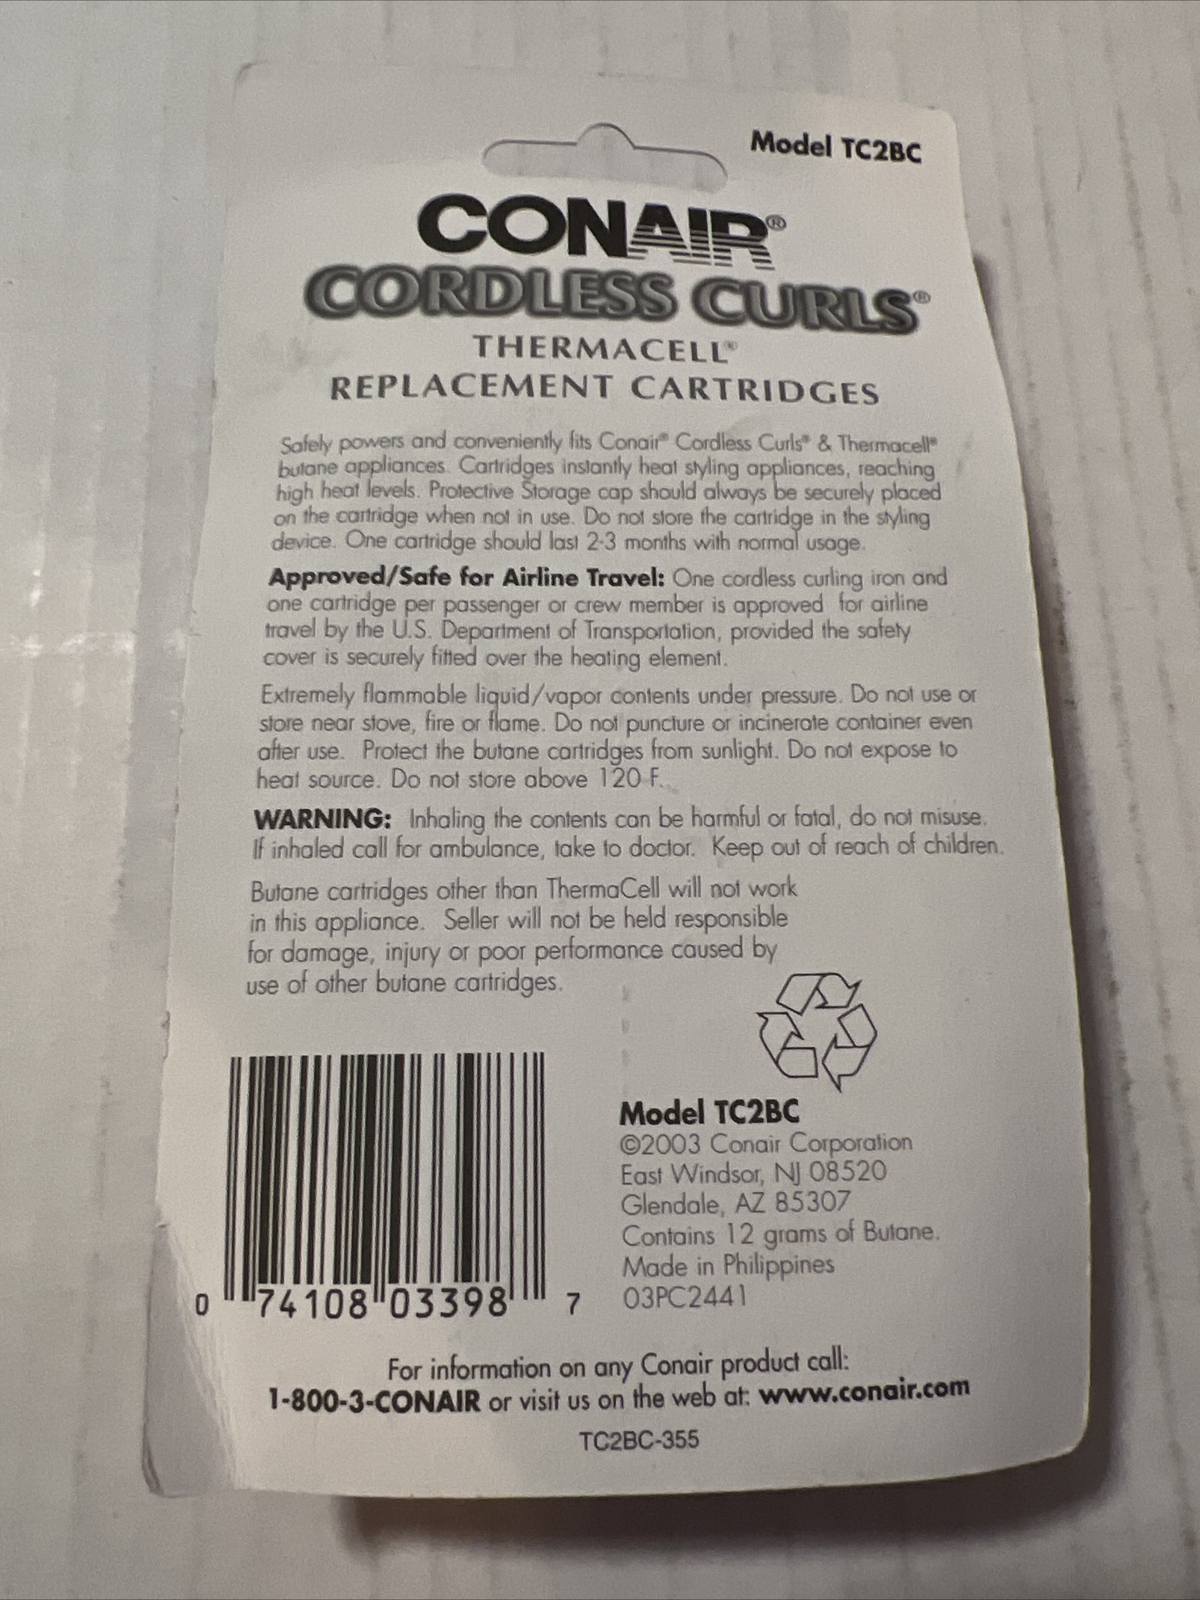 Model TC2BC
CONAIR®
CORDLESS CURLS®
THERMACELL®
REPLACEMENT CARTRIDGES
Safely powers and conveniently fits Conair® Cordless Curls® & Thermacell®
butane appliances. Cartridges instantly heat styling appliances, reaching
high heat levels. Protective Storage cap should always be securely placed
on the cartridge when not in use. Do not store the cartridge in the styling
device. One cartridge should last 2-3 months with normal usage.
Approved/Safe for Airline Travel: One cordless curling iron and
one cartridge per passenger or crew member is approved for airline
travel by the U.S. Department of Transportation, provided the safety
cover is securely fitted over the heating element.
Extremely flammable liquid/vapor contents under pressure. Do not use or
store near stove, fire or flame. Do not puncture or incinerate container even
after use. Protect the butane cartridges from sunlight. Do not expose to
heat source. Do not store above 120 F.
WARNING: Inhaling the contents can be harmful or fatal, do not misuse.
If inhaled call for ambulance, take to doctor. Keep out of reach of children.
Butane cartridges other than ThermaCell will not work
in this appliance. Seller will not be held responsible
for damage, injury or poor performance caused by
use of other butane cartridges.
0 74108 03398 7
Model TC2BC
©2003 Conair Corporation
East Windsor, NJ 08520
Glendale, AZ 85307
Contains 12 grams of Butane.
Made in Philippines
03PC2441
For information on any Conair product call:
1-800-3-CONAIR or visit us on the web at: www.conair.com
TC2BC-355